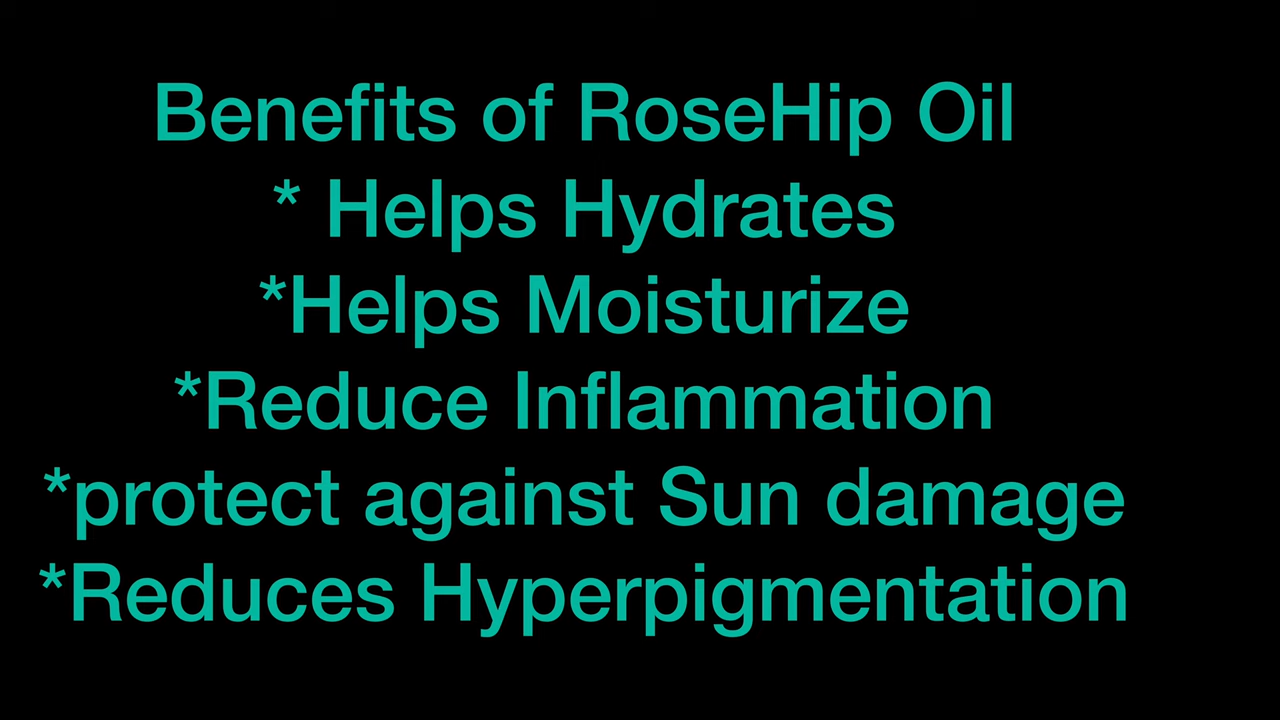 Benefits of RoseHip Oil
* Helps Hydrates
*Helps Moisturize
*Reduce Inflammation
*protect against Sun damage
*Reduces Hyperpigmentation